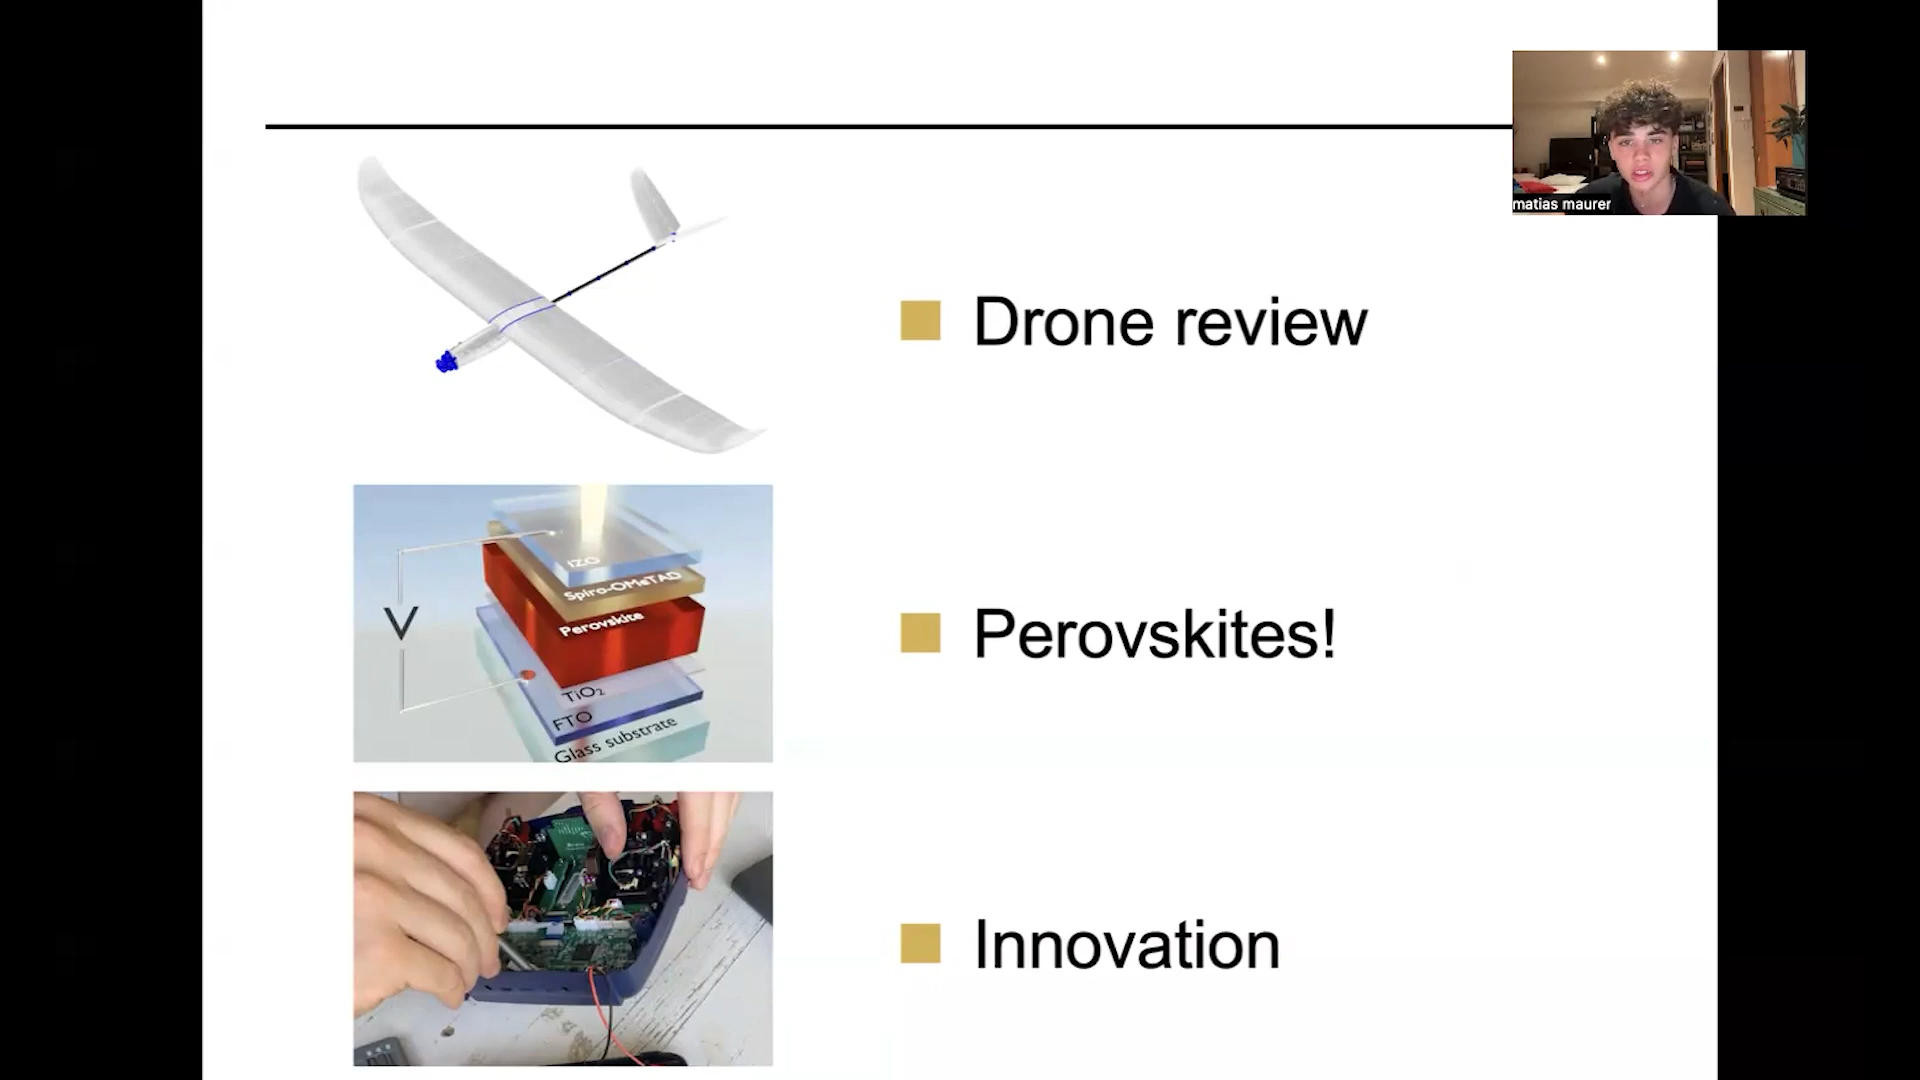 matias maurer
Drone review
IZO
Spiro-OMeTAD
Perovskite
V
TiO₂
FTO
Glass substrate
Perovskites!
Innovation